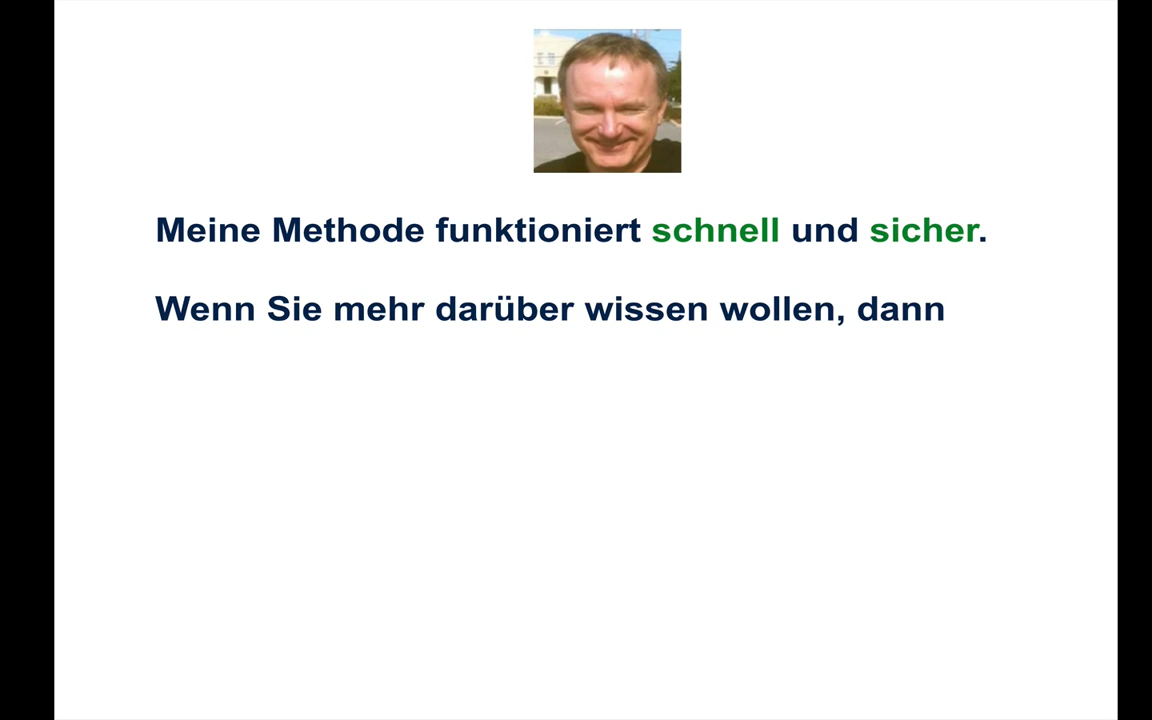 Meine Methode funktioniert schnell und sicher.
Wenn Sie mehr darüber wissen wollen, dann